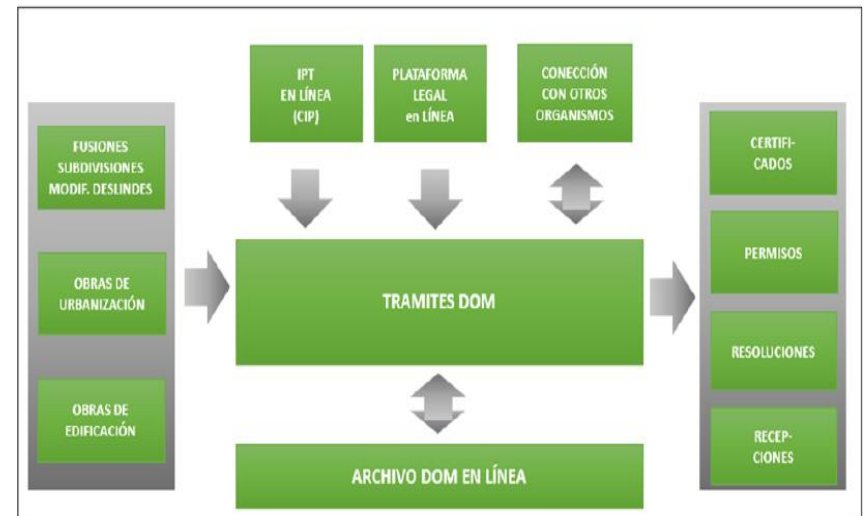 IPT
EN LÍNEA
(CIP)
PLATAFORMA
LEGAL
en LÍNEA
CONECCIÓN
CON OTROS
ORGANISMOS
FUSIONES
SUBDIVISIONES
MODIF. DESLINDES
OBRAS DE
URBANIZACIÓN
OBRAS DE
EDIFICACIÓN
TRAMITES DOM
ARCHIVO DOM EN LÍNEA
CERTIFI-
CADOS
PERMISOS
RESOLUCIONES
RECEP-
CIONES